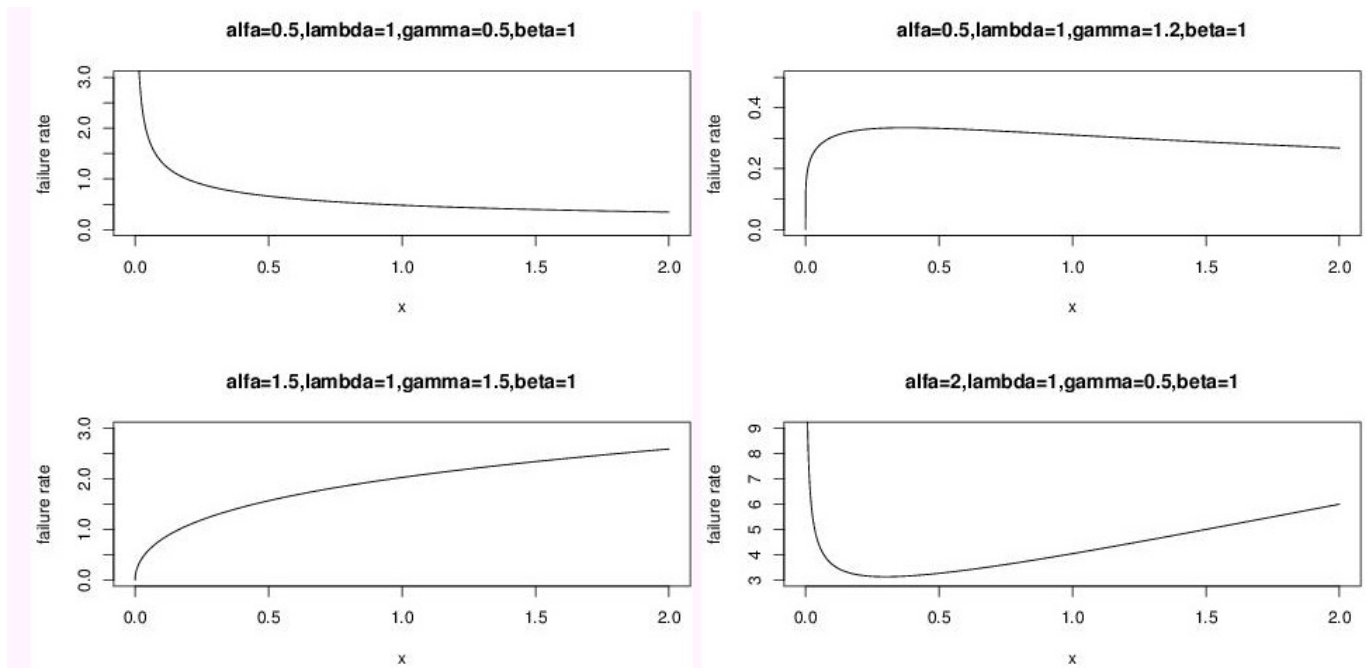 alfa=0.5,lambda=1,gamma=0.5,beta=1
failure rate
3.0
2.0
1.0
0.0
0.0 0.5 1.0 1.5 2.0
x
alfa=0.5,lambda=1,gamma=1.2,beta=1
failure rate
0.4
0.2
0.0
0.0 0.5 1.0 1.5 2.0
x
alfa=1.5,lambda=1,gamma=1.5,beta=1
failure rate
3.0
2.0
1.0
0.0
0.0 0.5 1.0 1.5 2.0
x
alfa=2,lambda=1,gamma=0.5,beta=1
failure rate
9
8
7
6
5
4
3
0.0 0.5 1.0 1.5 2.0
x